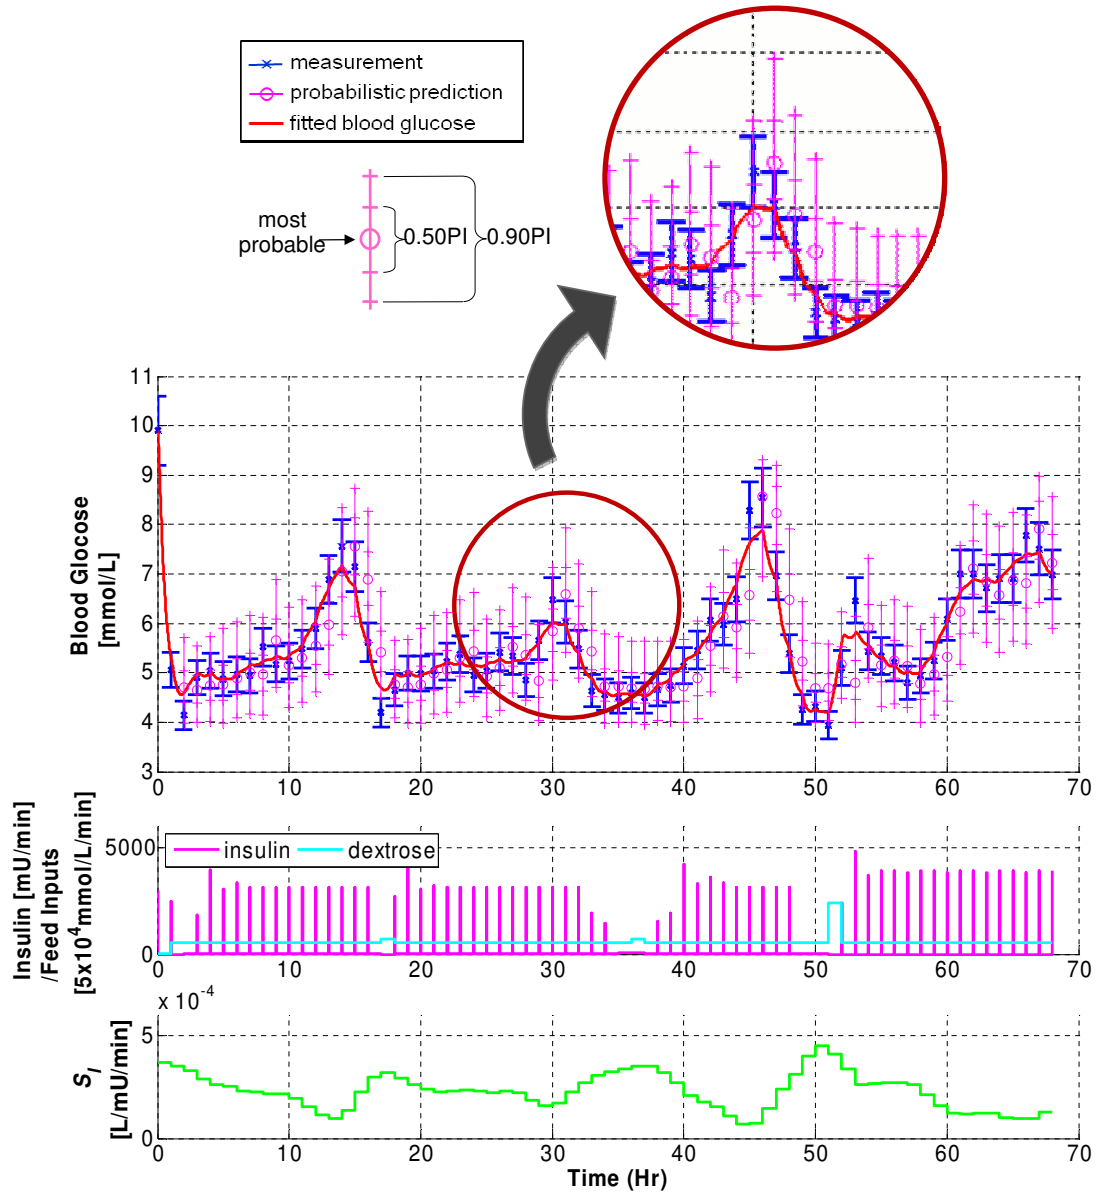 measurement
probabilistic prediction
fitted blood glucose
most
probable
0.50PI
0.90PI
11
10
9
8
7
6
5
4
3
Blood Glocose
[mmol/L]
0
10
20
30
40
50
60
70
Insulin [mU/min]
/Feed Inputs
[5x10⁴mmol/L/min]
5000
0
insulin
dextrose
0
10
20
30
40
50
60
70
x 10⁻⁴
S_I
[L/mU/min]
5
0
0
10
20
30
40
50
60
70
Time (Hr)